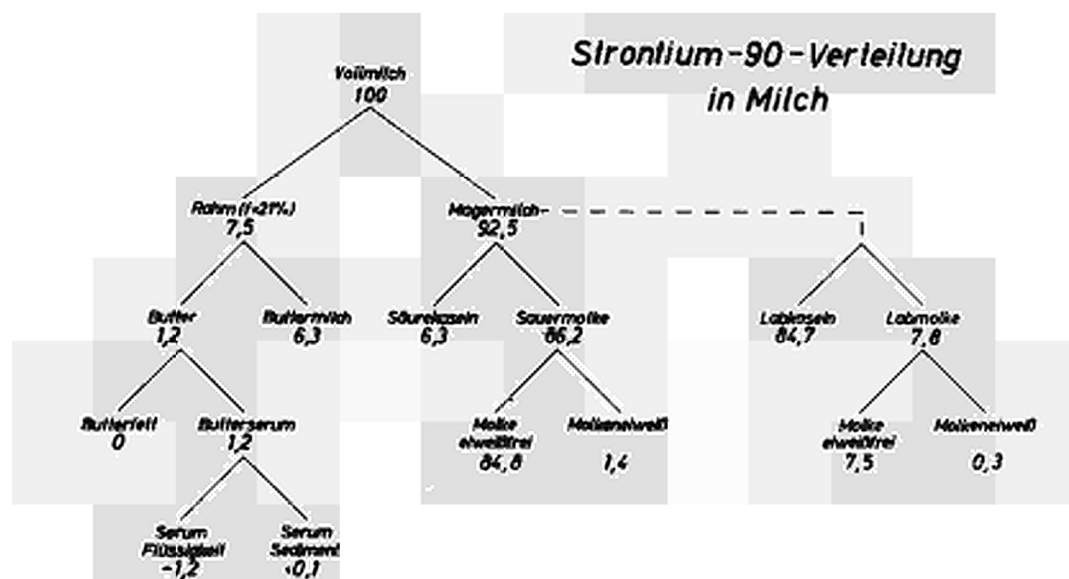 Strontium-90-Verteilung
in Milch
Vollmilch
100
Rahm (f=21%)
7,5
Magermilch
92,5
Butter
1,2
Buttermilch
6,3
Säurekasein
6,3
Sauermolke
86,2
Labkasein
84,7
Labmolke
7,8
Butterfett
0
Butterserum
1,2
Molke
eiweißfrei
84,8
Molkeneiweiß
1,4
Molke
eiweißfrei
7,5
Molkeneiweiß
0,3
Serum
Flüssigkeit
~1,2
Serum
Sediment
<0,1